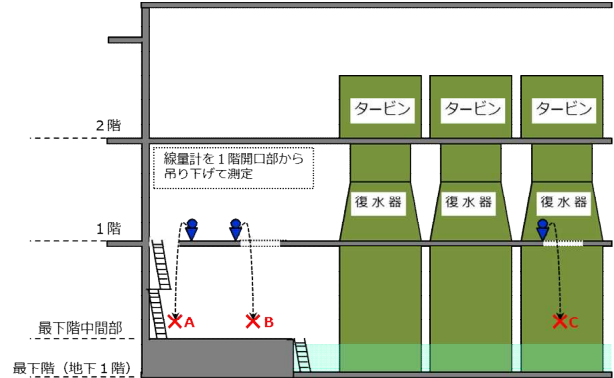 タービン
タービン
タービン
2階
線量計を1階開口部から
吊り下げて測定
復水器
復水器
復水器
1階
A
B
C
最下階中間部
最下階（地下1階）